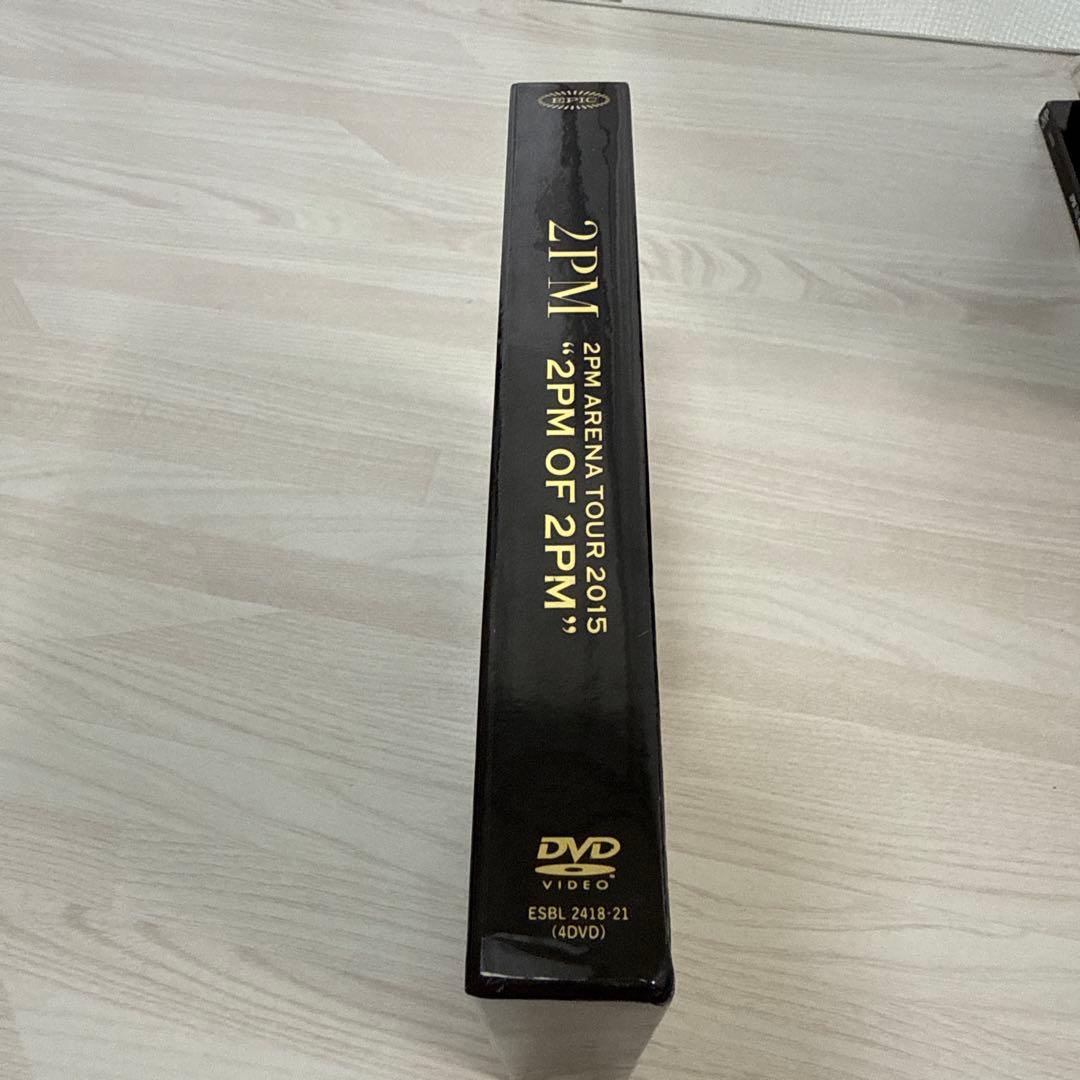 EPIC
2PM
2PM ARENA TOUR 2015
“2PM OF 2PM”
DVD
VIDEO
ESBL 2418-21
(4DVD)